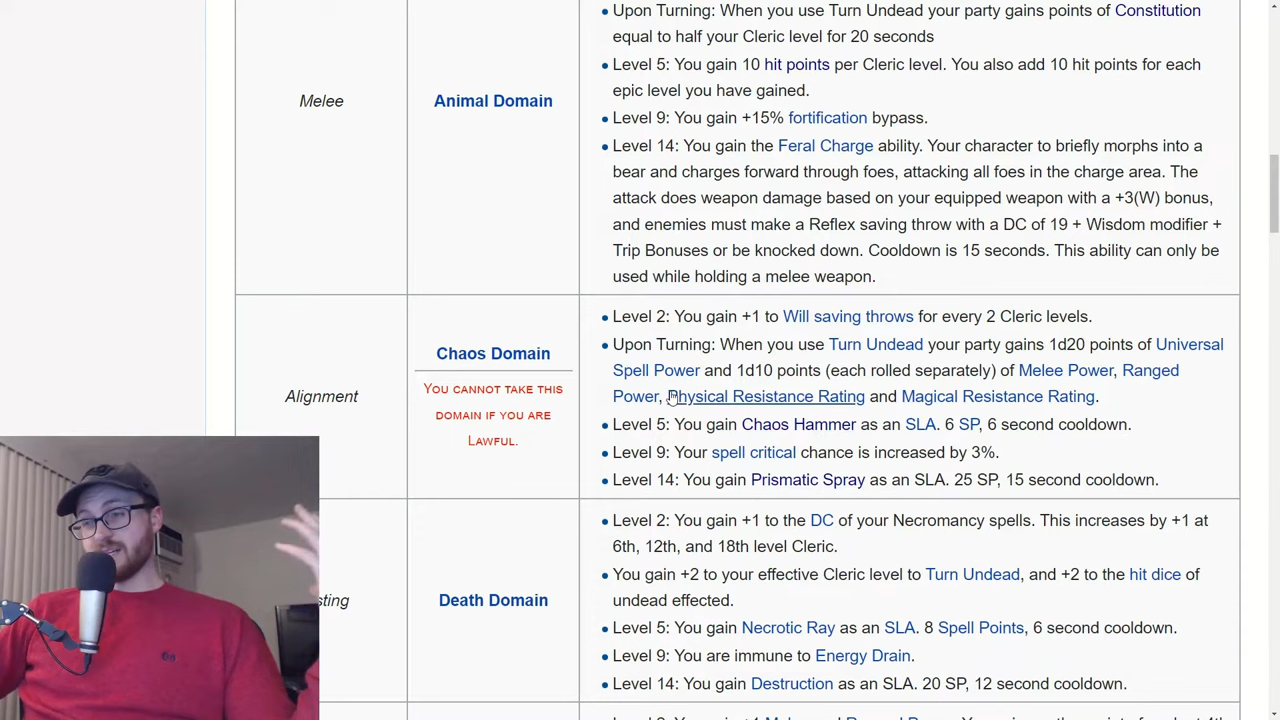 Upon Turning: When you use Turn Undead your party gains points of Constitution
equal to half your Cleric level for 20 seconds
Level 5: You gain 10 hit points per Cleric level. You also add 10 hit points for each
epic level you have gained.
Melee
Animal Domain
Level 9: You gain +15% fortification bypass.
Level 14: You gain the Feral Charge ability. Your character to briefly morphs into a
bear and charges forward through foes, attacking all foes in the charge area. The
attack does weapon damage based on your equipped weapon with a +3(W) bonus,
and enemies must make a Reflex saving throw with a DC of 19 + Wisdom modifier +
Trip Bonuses or be knocked down. Cooldown is 15 seconds. This ability can only be
used while holding a melee weapon.
Alignment
Chaos Domain
You cannot take this
domain if you are
Lawful.
Level 2: You gain +1 to Will saving throws for every 2 Cleric levels.
Upon Turning: When you use Turn Undead your party gains 1d20 points of Universal
Spell Power and 1d10 points (each rolled separately) of Melee Power, Ranged
Power, Physical Resistance Rating and Magical Resistance Rating.
Level 5: You gain Chaos Hammer as an SLA. 6 SP, 6 second cooldown.
Level 9: Your spell critical chance is increased by 3%.
Level 14: You gain Prismatic Spray as an SLA. 25 SP, 15 second cooldown.
Death Domain
Level 2: You gain +1 to the DC of your Necromancy spells. This increases by +1 at
6th, 12th, and 18th level Cleric.
You gain +2 to your effective Cleric level to Turn Undead, and +2 to the hit dice of
undead effected.
Level 5: You gain Necrotic Ray as an SLA. 8 Spell Points, 6 second cooldown.
Level 9: You are immune to Energy Drain.
Level 14: You gain Destruction as an SLA. 20 SP, 12 second cooldown.